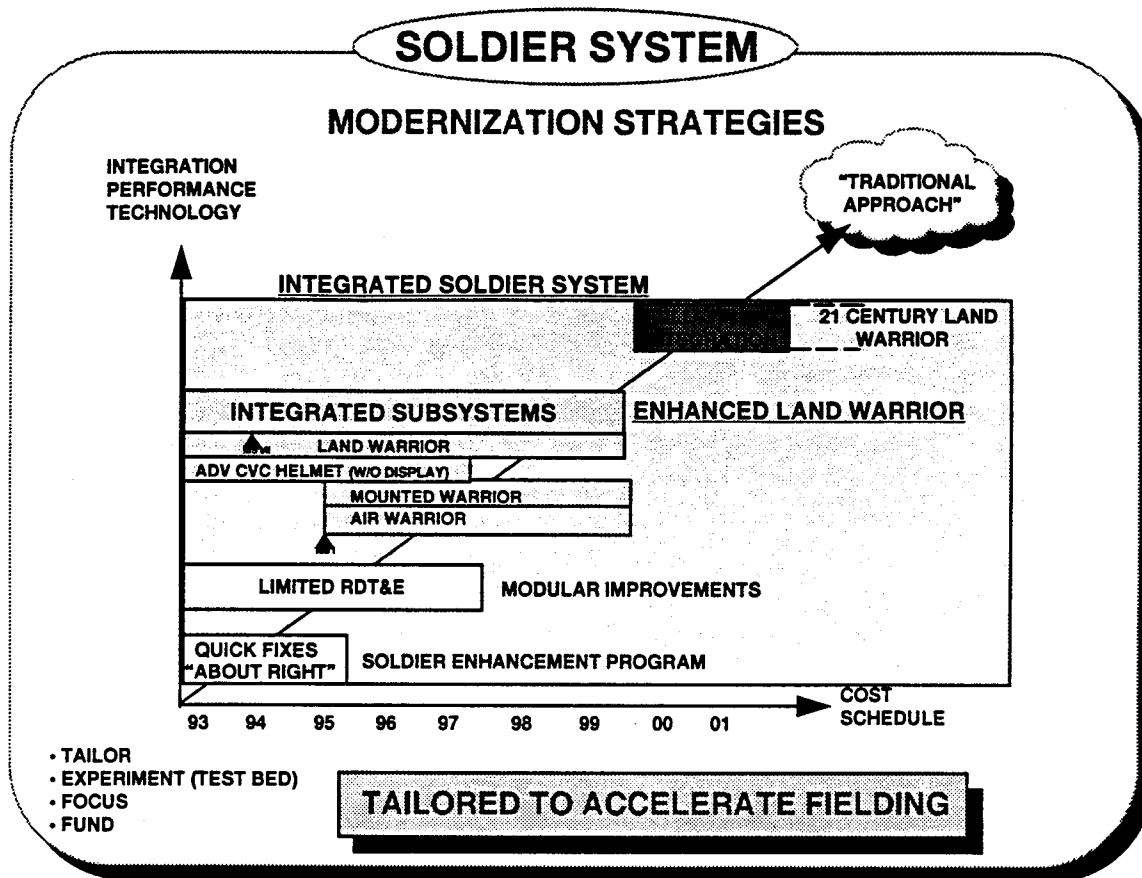 SOLDIER SYSTEM
MODERNIZATION STRATEGIES
INTEGRATION
PERFORMANCE
TECHNOLOGY
"TRADITIONAL
APPROACH"
INTEGRATED SOLDIER SYSTEM
21 CENTURY LAND
WARRIOR
INTEGRATED SUBSYSTEMS
ENHANCED LAND WARRIOR
LAND WARRIOR
ADV CVC HELMET (W/O DISPLAY)
MOUNTED WARRIOR
AIR WARRIOR
LIMITED RDT&E
MODULAR IMPROVEMENTS
QUICK FIXES
"ABOUT RIGHT"
SOLDIER ENHANCEMENT PROGRAM
COST
SCHEDULE
93 94 95 96 97 98 99 00 01
• TAILOR
• EXPERIMENT (TEST BED)
• FOCUS
• FUND
TAILORED TO ACCELERATE FIELDING